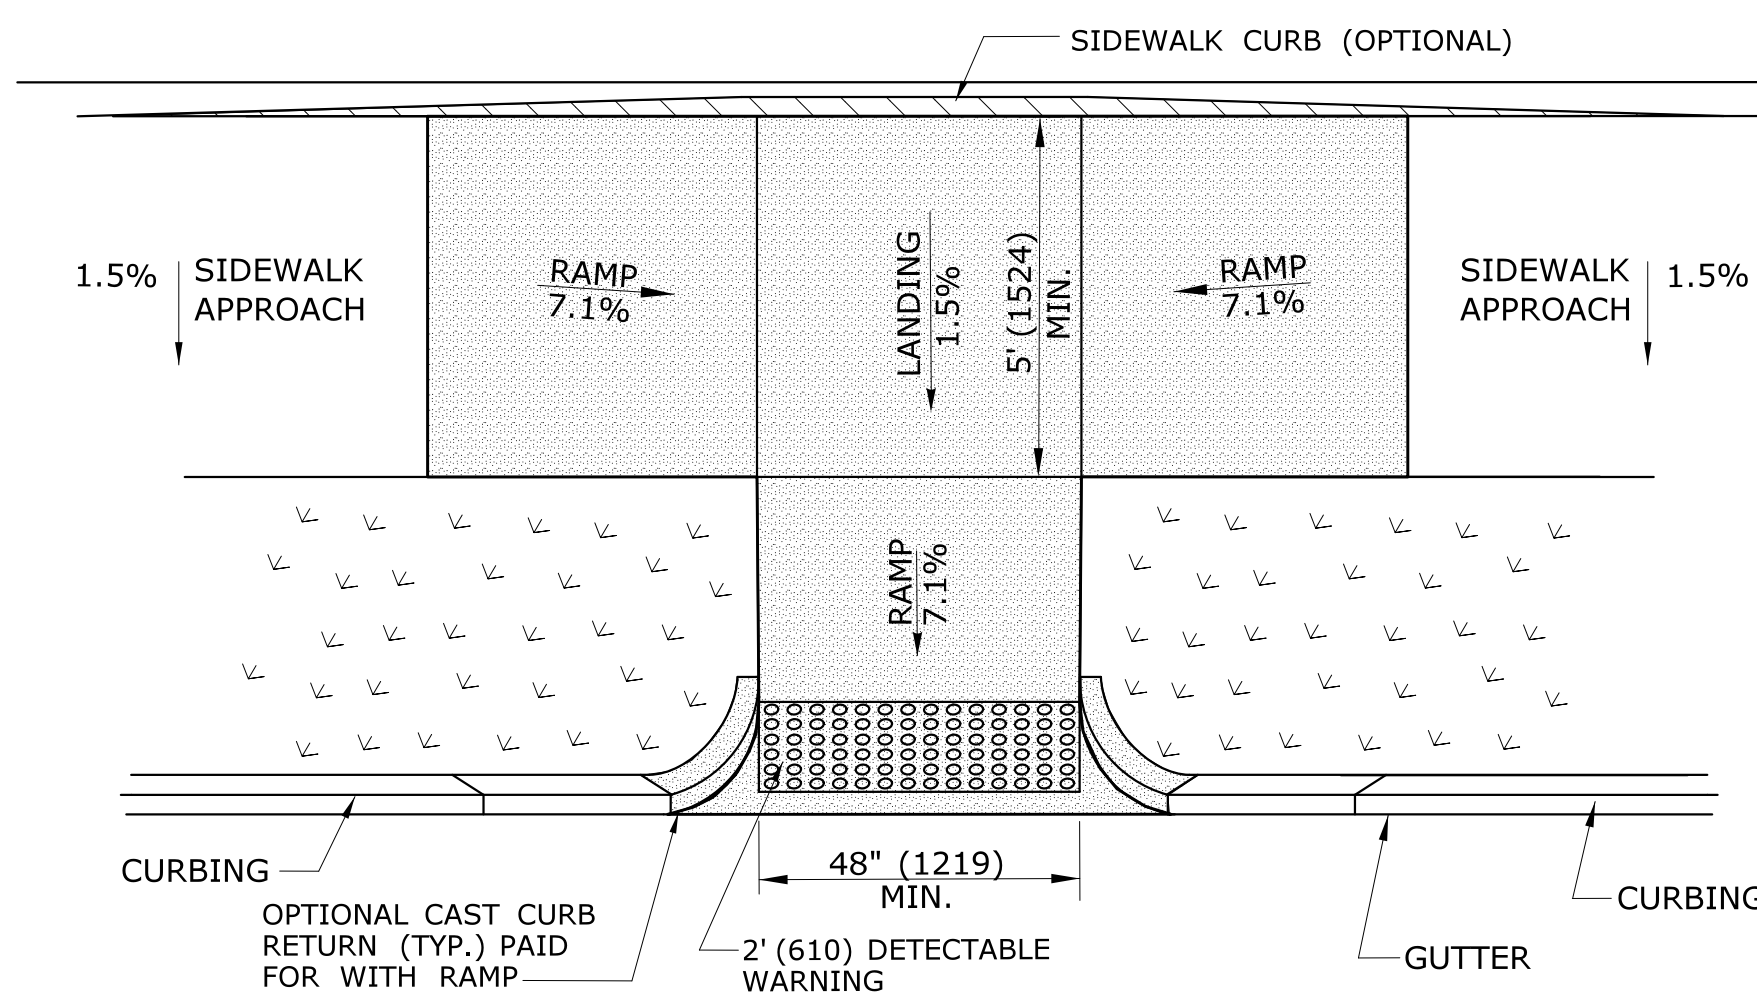 SIDEWALK CURB (OPTIONAL)
1.5%
SIDEWALK
APPROACH
RAMP
7.1%
LANDING
1.5%
5' (1524)
MIN.
RAMP
7.1%
SIDEWALK
APPROACH
1.5%
RAMP
7.1%
CURBING
48" (1219)
MIN.
CURBING
OPTIONAL CAST CURB
RETURN (TYP.) PAID
FOR WITH RAMP
2' (610) DETECTABLE
WARNING
GUTTER